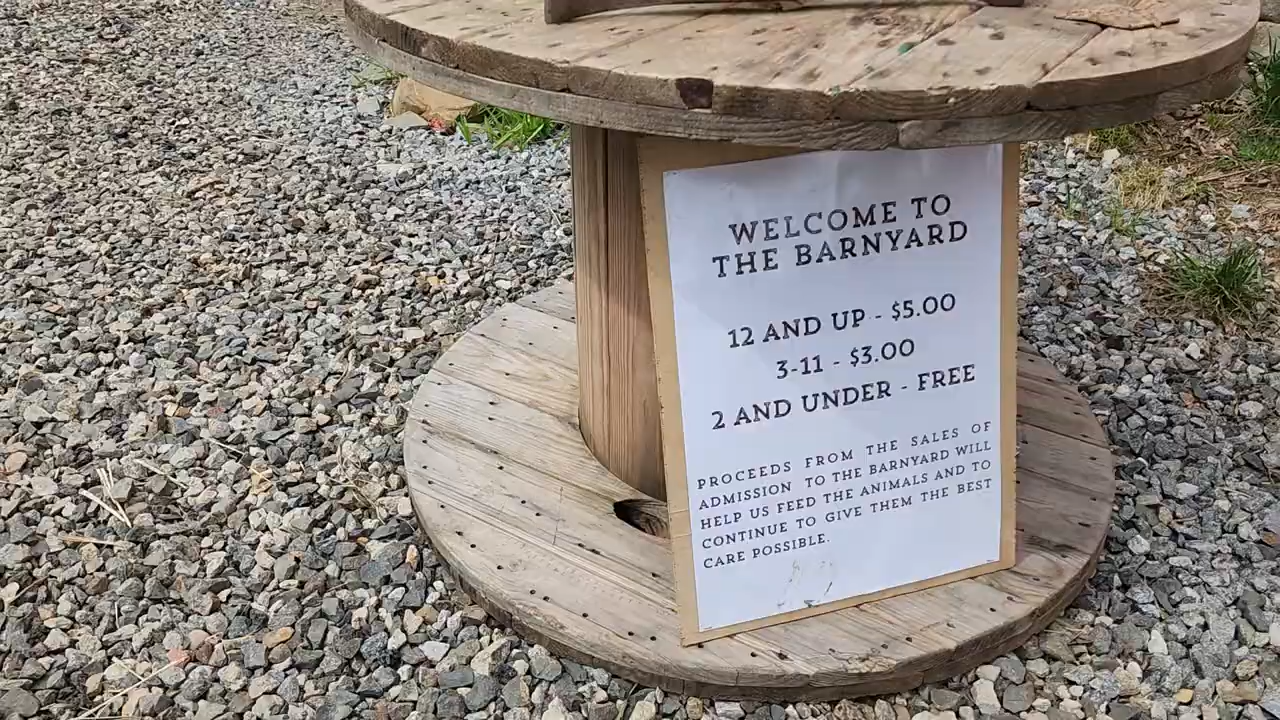 WELCOME TO
THE BARNYARD
12 AND UP - $5.00
3-11 - $3.00
2 AND UNDER - FREE
PROCEEDS FROM THE SALES OF
ADMISSION TO THE BARNYARD WILL
HELP US FEED THE ANIMALS AND TO
CONTINUE TO GIVE THEM THE BEST
CARE POSSIBLE.